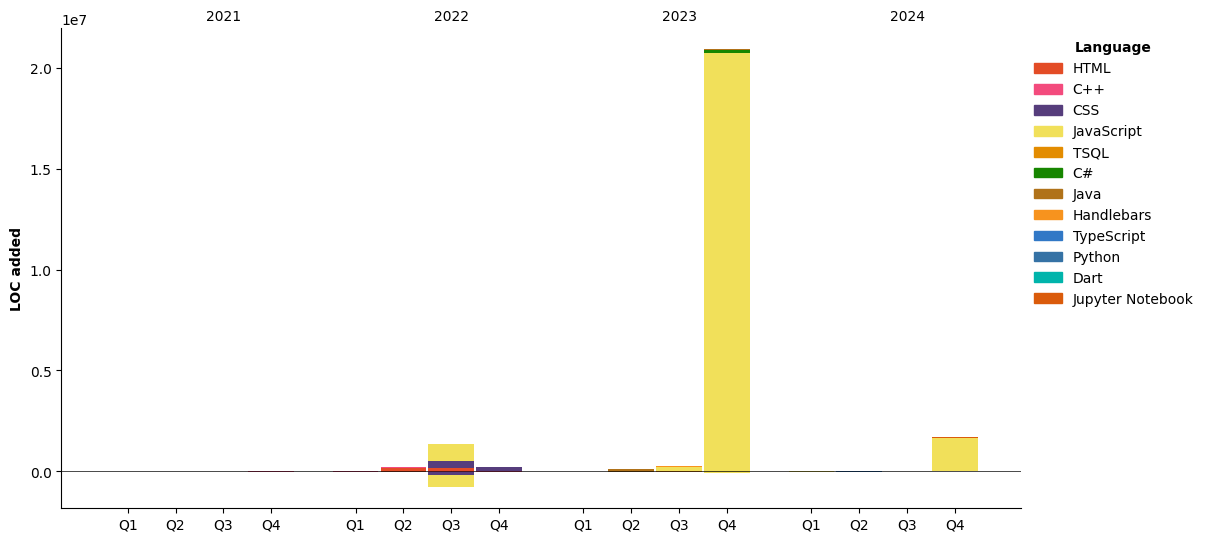 2021 2022 2023 2024
1e7
2.0
1.5
1.0
0.5
0.0
LOC added
Q1 Q2 Q3 Q4 Q1 Q2 Q3 Q4 Q1 Q2 Q3 Q4 Q1 Q2 Q3 Q4
Language
HTML
C++
CSS
JavaScript
TSQL
C#
Java
Handlebars
TypeScript
Python
Dart
Jupyter Notebook